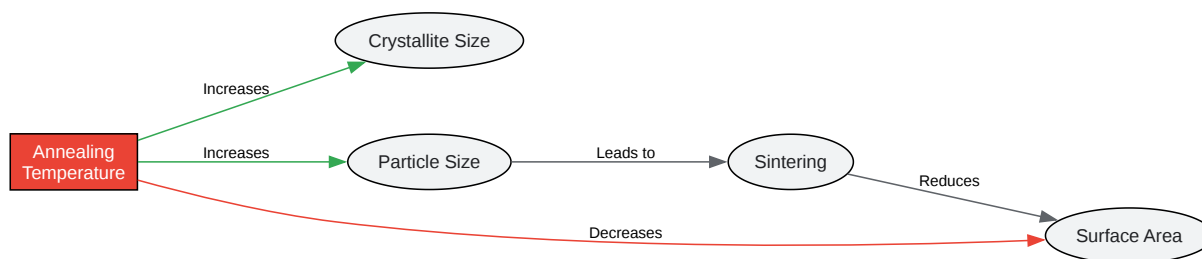 Crystallite Size
Increases
Annealing
Temperature
Increases
Particle Size
Leads to
Sintering
Reduces
Decreases
Surface Area